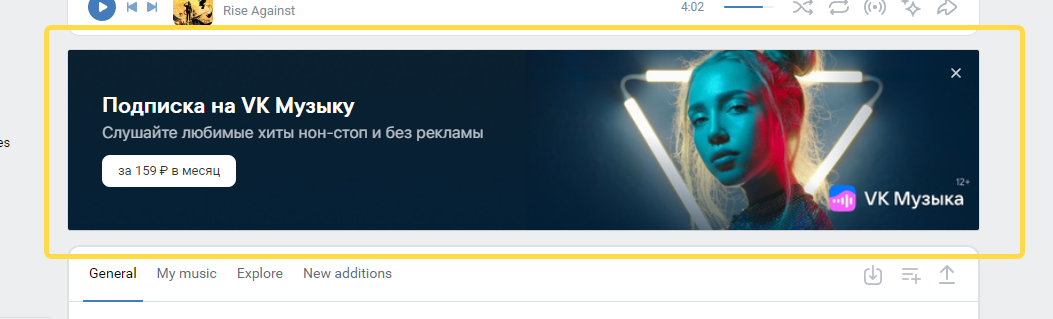 Rise Against
4:02
Подписка на VK Музыку
Слушайте любимые хиты нон-стоп и без рекламы
за 159 ₽ в месяц
12+
VK Музыка
es
General My music Explore New additions